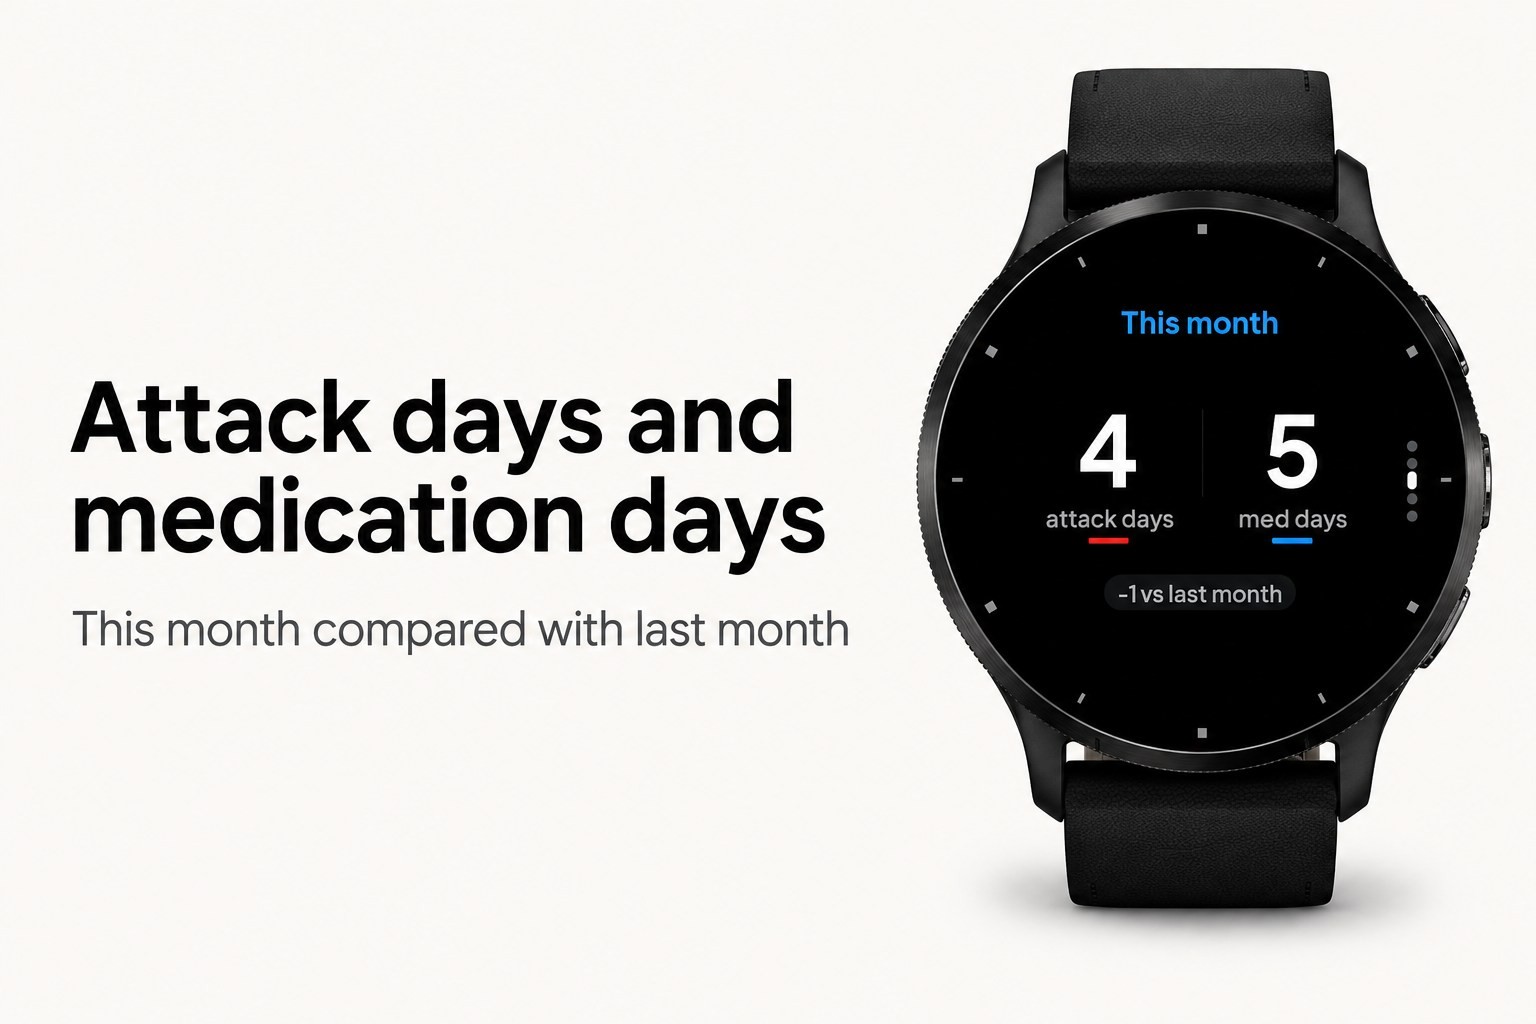 Attack days and
medication days
This month compared with last month
This month
4
5
attack days
med days
-1 vs last month